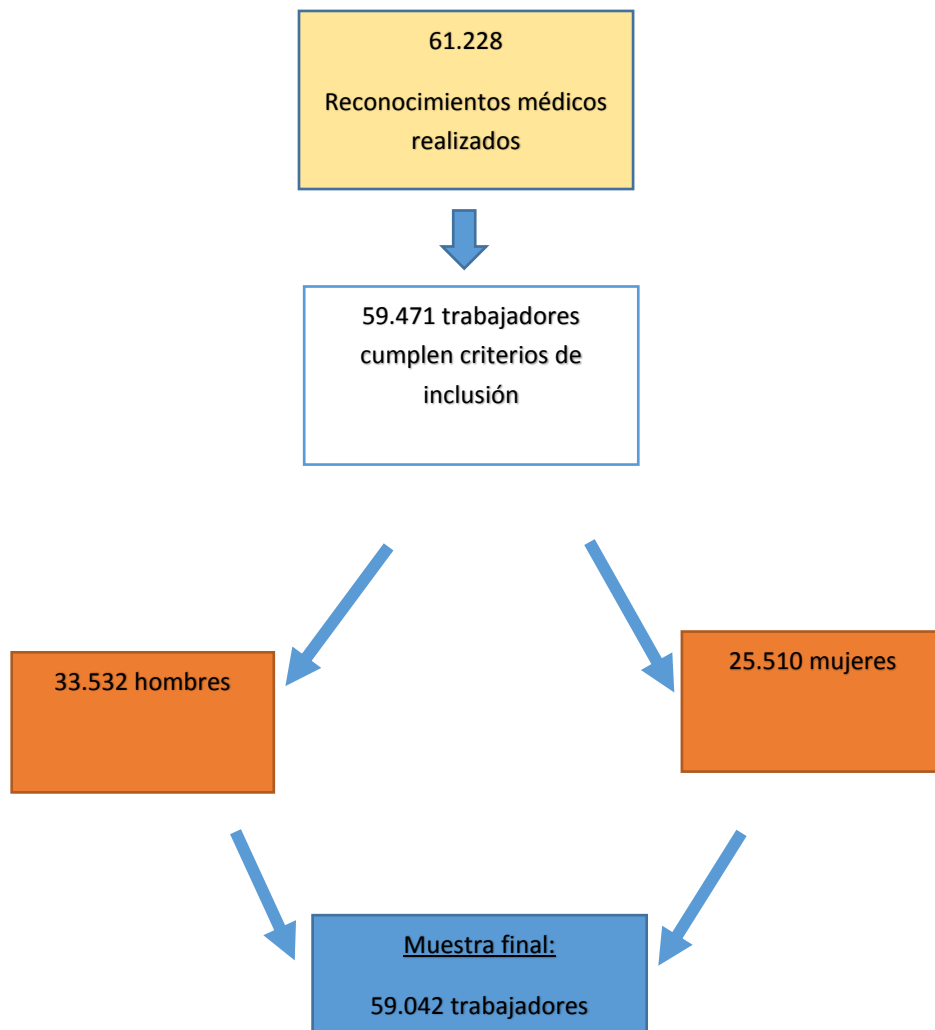 61.228
Reconocimientos médicos
realizados
59.471 trabajadores
cumplen criterios de
inclusión
33.532 hombres
25.510 mujeres
Muestra final:
59.042 trabajadores